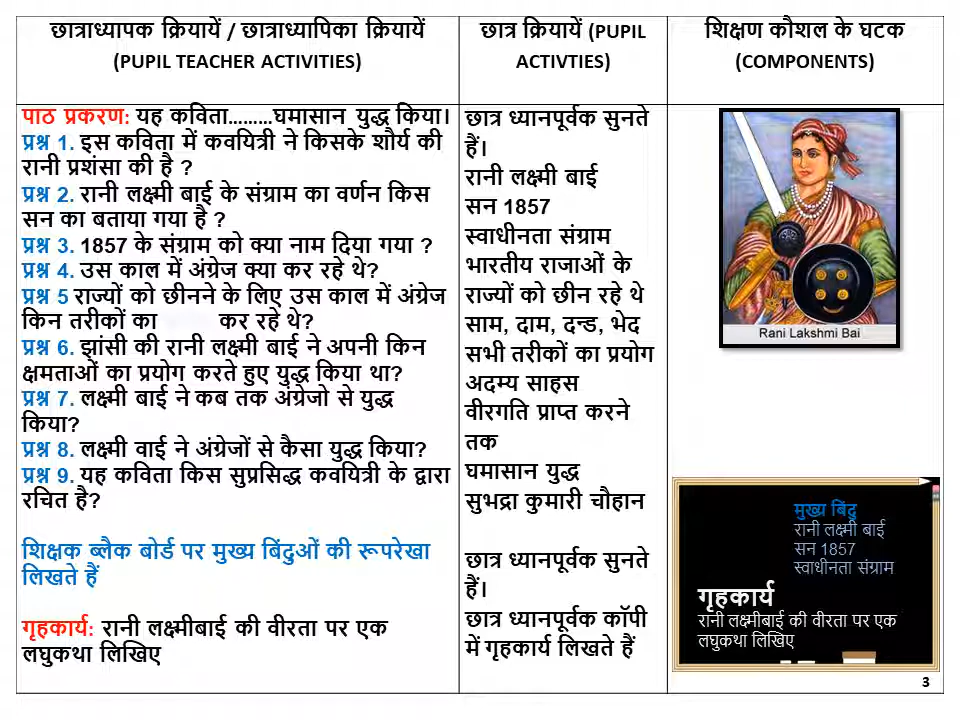 छात्राध्यापक क्रियायें / छात्राध्यापिका क्रियायें
(PUPIL TEACHER ACTIVITIES)
छात्र क्रियायें (PUPIL
ACTIVTIES)
शिक्षण कौशल के घटक
(COMPONENTS)
पाठ प्रकरण: यह कविता.........घमासान युद्ध किया।
प्रश्न 1. इस कविता में कवयित्री ने किसके शौर्य की
रानी प्रशंसा की है ?
प्रश्न 2. रानी लक्ष्मी बाई के संग्राम का वर्णन किस
सन का बताया गया है ?
प्रश्न 3. 1857 के संग्राम को क्या नाम दिया गया ?
प्रश्न 4. उस काल में अंग्रेज क्या कर रहे थे?
प्रश्न 5 राज्यों को छीनने के लिए उस काल में अंग्रेज
किन तरीकों का कर रहे थे?
प्रश्न 6. झांसी की रानी लक्ष्मी बाई ने अपनी किन
क्षमताओं का प्रयोग करते हुए युद्ध किया था?
प्रश्न 7. लक्ष्मी बाई ने कब तक अंग्रेजो से युद्ध
किया?
प्रश्न 8. लक्ष्मी वाई ने अंग्रेजों से कैसा युद्ध किया?
प्रश्न 9. यह कविता किस सुप्रसिद्ध कवयित्री के द्वारा
रचित है?
शिक्षक ब्लैक बोर्ड पर मुख्य बिंदुओं की रूपरेखा
लिखते हैं
गृहकार्य: रानी लक्ष्मीबाई की वीरता पर एक
लघुकथा लिखिए
छात्र ध्यानपूर्वक सुनते
हैं।
रानी लक्ष्मी बाई
सन 1857
स्वाधीनता संग्राम
भारतीय राजाओं के
राज्यों को छीन रहे थे
साम, दाम, दन्ड, भेद
सभी तरीकों का प्रयोग
अदम्य साहस
वीरगति प्राप्त करने
तक
घमासान युद्ध
सुभद्रा कुमारी चौहान
छात्र ध्यानपूर्वक सुनते
हैं।
छात्र ध्यानपूर्वक कॉपी
में गृहकार्य लिखते हैं
Rani Lakshmi Bai
मुख्य बिंदु
रानी लक्ष्मी बाई
सन 1857
स्वाधीनता संग्राम
गृहकार्य
रानी लक्ष्मीबाई की वीरता पर एक
लघुकथा लिखिए
3